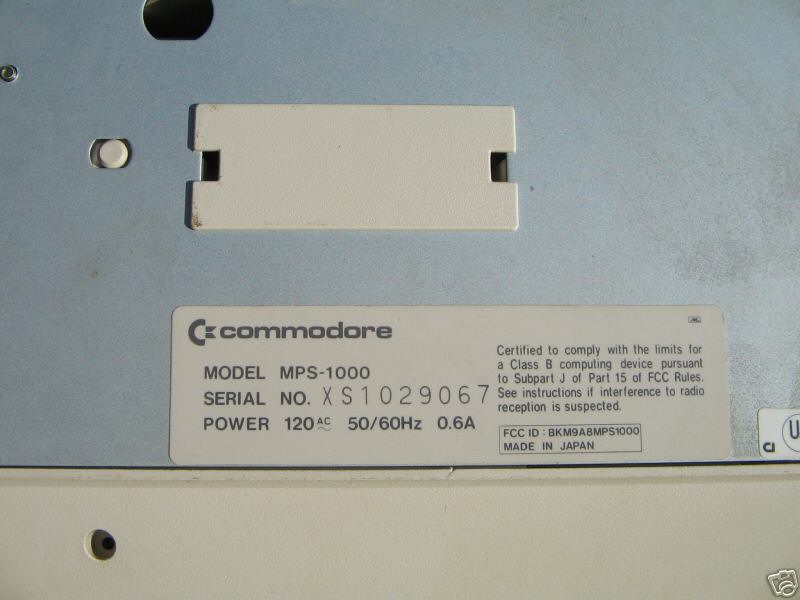 commodore
MODEL MPS-1000
SERIAL NO. XS1029067
POWER 120 AC 50/60Hz 0.6A
Certified to comply with the limits for
a Class B computing device pursuant
to Subpart J of Part 15 of FCC Rules.
See instructions if interference to radio
reception is suspected.
FCC ID : BKM9A8MPS1000
MADE IN JAPAN
U